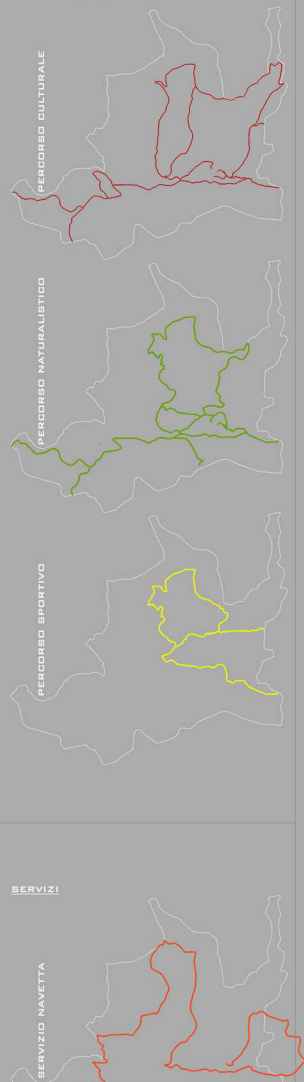 PERCORSO CULTURALE
PERCORSO NATURALISTICO
PERCORSO SPORTIVO
SERVIZI
SERVIZIO NAVETTA